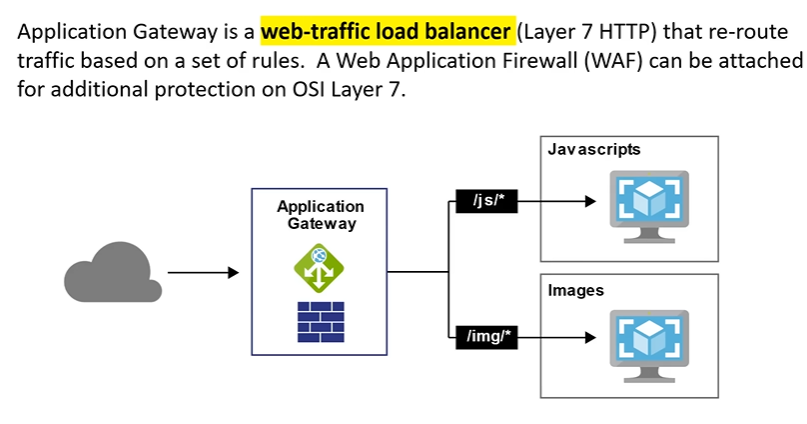 Application Gateway is a web-traffic load balancer (Layer 7 HTTP) that re-route
traffic based on a set of rules.  A Web Application Firewall (WAF) can be attached
for additional protection on OSI Layer 7.
Javascripts
Application
Gateway
/js/*
Images
/img/*